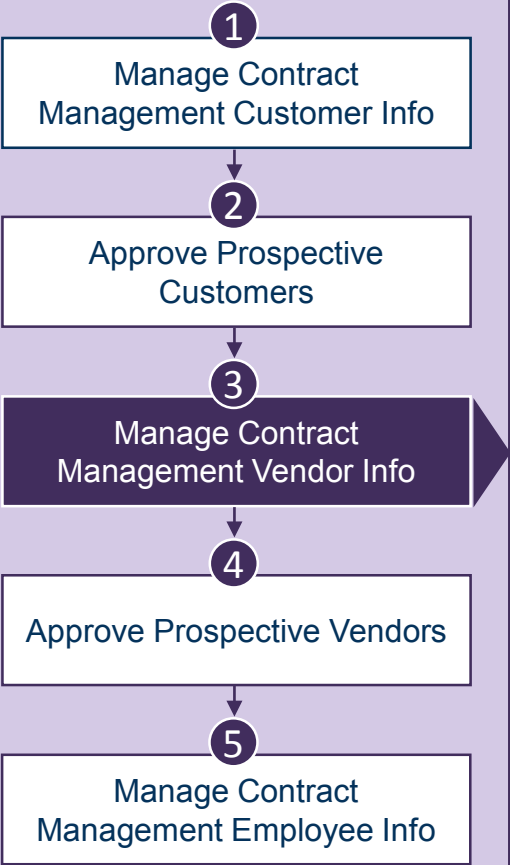 1
Manage Contract
Management Customer Info
2
Approve Prospective
Customers
3
Manage Contract
Management Vendor Info
4
Approve Prospective Vendors
5
Manage Contract
Management Employee Info